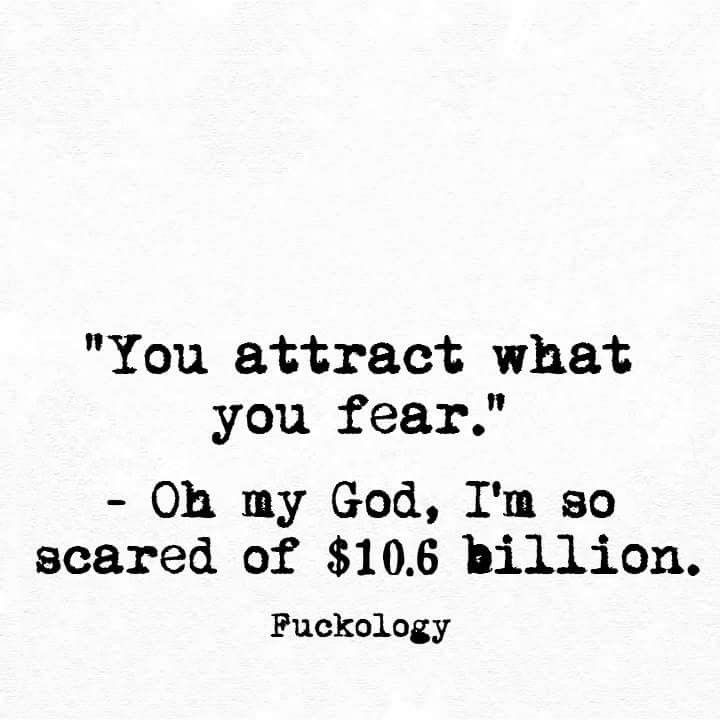 "You attract what
you fear."
- Oh my God, I'm so
scared of $10.6 billion.
Fuckology